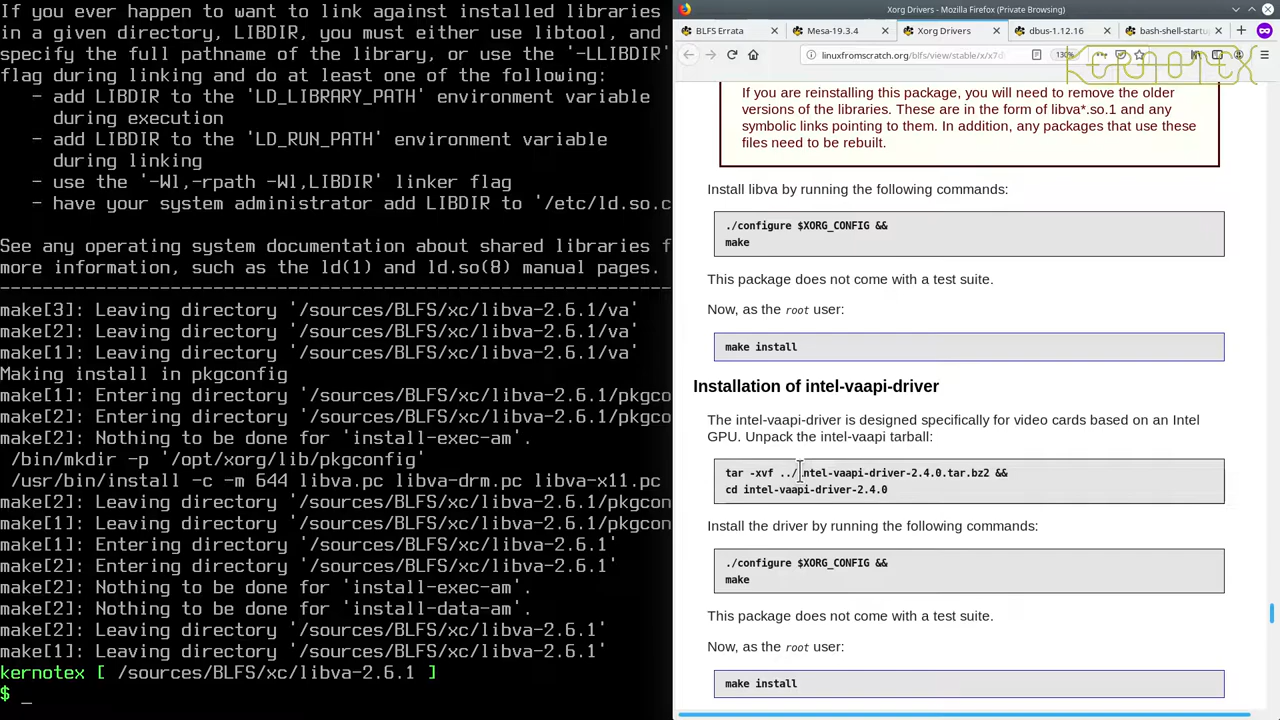 If you ever happen to want to link against installed libraries
in a given directory, LIBDIR, you must either use libtool, and
specify the full pathname of the library, or use the '-LLIBDIR'
flag during linking and do at least one of the following:
- add LIBDIR to the 'LD_LIBRARY_PATH' environment variable
during execution
- add LIBDIR to the 'LD_RUN_PATH' environment variable
during linking
- use the '-Wl,-rpath -Wl,LIBDIR' linker flag
- have your system administrator add LIBDIR to '/etc/ld.so.c
See any operating system documentation about shared libraries f
more information, such as the ld(1) and ld.so(8) manual pages.
----------------------------------------------------------------
make[3]: Leaving directory '/sources/BLFS/xc/libva-2.6.1/va'
make[2]: Leaving directory '/sources/BLFS/xc/libva-2.6.1/va'
make[1]: Leaving directory '/sources/BLFS/xc/libva-2.6.1/va'
Making install in pkgconfig
make[1]: Entering directory '/sources/BLFS/xc/libva-2.6.1/pkgco
make[2]: Entering directory '/sources/BLFS/xc/libva-2.6.1/pkgco
make[2]: Nothing to be done for 'install-exec-am'.
/bin/mkdir -p '/opt/xorg/lib/pkgconfig'
/usr/bin/install -c -m 644 libva.pc libva-drm.pc libva-x11.pc
make[2]: Leaving directory '/sources/BLFS/xc/libva-2.6.1/pkgcon
make[1]: Leaving directory '/sources/BLFS/xc/libva-2.6.1/pkgcon
make[1]: Entering directory '/sources/BLFS/xc/libva-2.6.1'
make[2]: Entering directory '/sources/BLFS/xc/libva-2.6.1'
make[2]: Nothing to be done for 'install-exec-am'.
make[2]: Nothing to be done for 'install-data-am'.
make[2]: Leaving directory '/sources/BLFS/xc/libva-2.6.1'
make[1]: Leaving directory '/sources/BLFS/xc/libva-2.6.1'
kernotex [ /sources/BLFS/xc/libva-2.6.1 ]
$ _
Xorg Drivers - Mozilla Firefox (Private Browsing)
BLFS Errata
Mesa-19.3.4
Xorg Drivers
dbus-1.12.16
bash-shell-startu
linuxfromscratch.org/blfs/view/stable/x/x7d
130%
KERNOTEX
If you are reinstalling this package, you will need to remove the older
versions of the libraries. These are in the form of libva*.so.1 and any
symbolic links pointing to them. In addition, any packages that use these
files need to be rebuilt.
Install libva by running the following commands:
./configure $XORG_CONFIG &&
make
This package does not come with a test suite.
Now, as the root user:
make install
Installation of intel-vaapi-driver
The intel-vaapi-driver is designed specifically for video cards based on an Intel
GPU. Unpack the intel-vaapi tarball:
tar -xvf ../intel-vaapi-driver-2.4.0.tar.bz2 &&
cd intel-vaapi-driver-2.4.0
Install the driver by running the following commands:
./configure $XORG_CONFIG &&
make
This package does not come with a test suite.
Now, as the root user:
make install